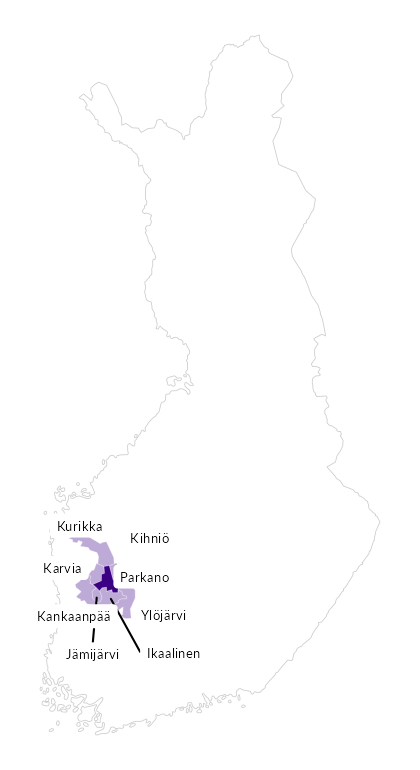 Kurikka
Kihniö
Karvia
Parkano
Kankaanpää
Ylöjärvi
Jämijärvi
Ikaalinen